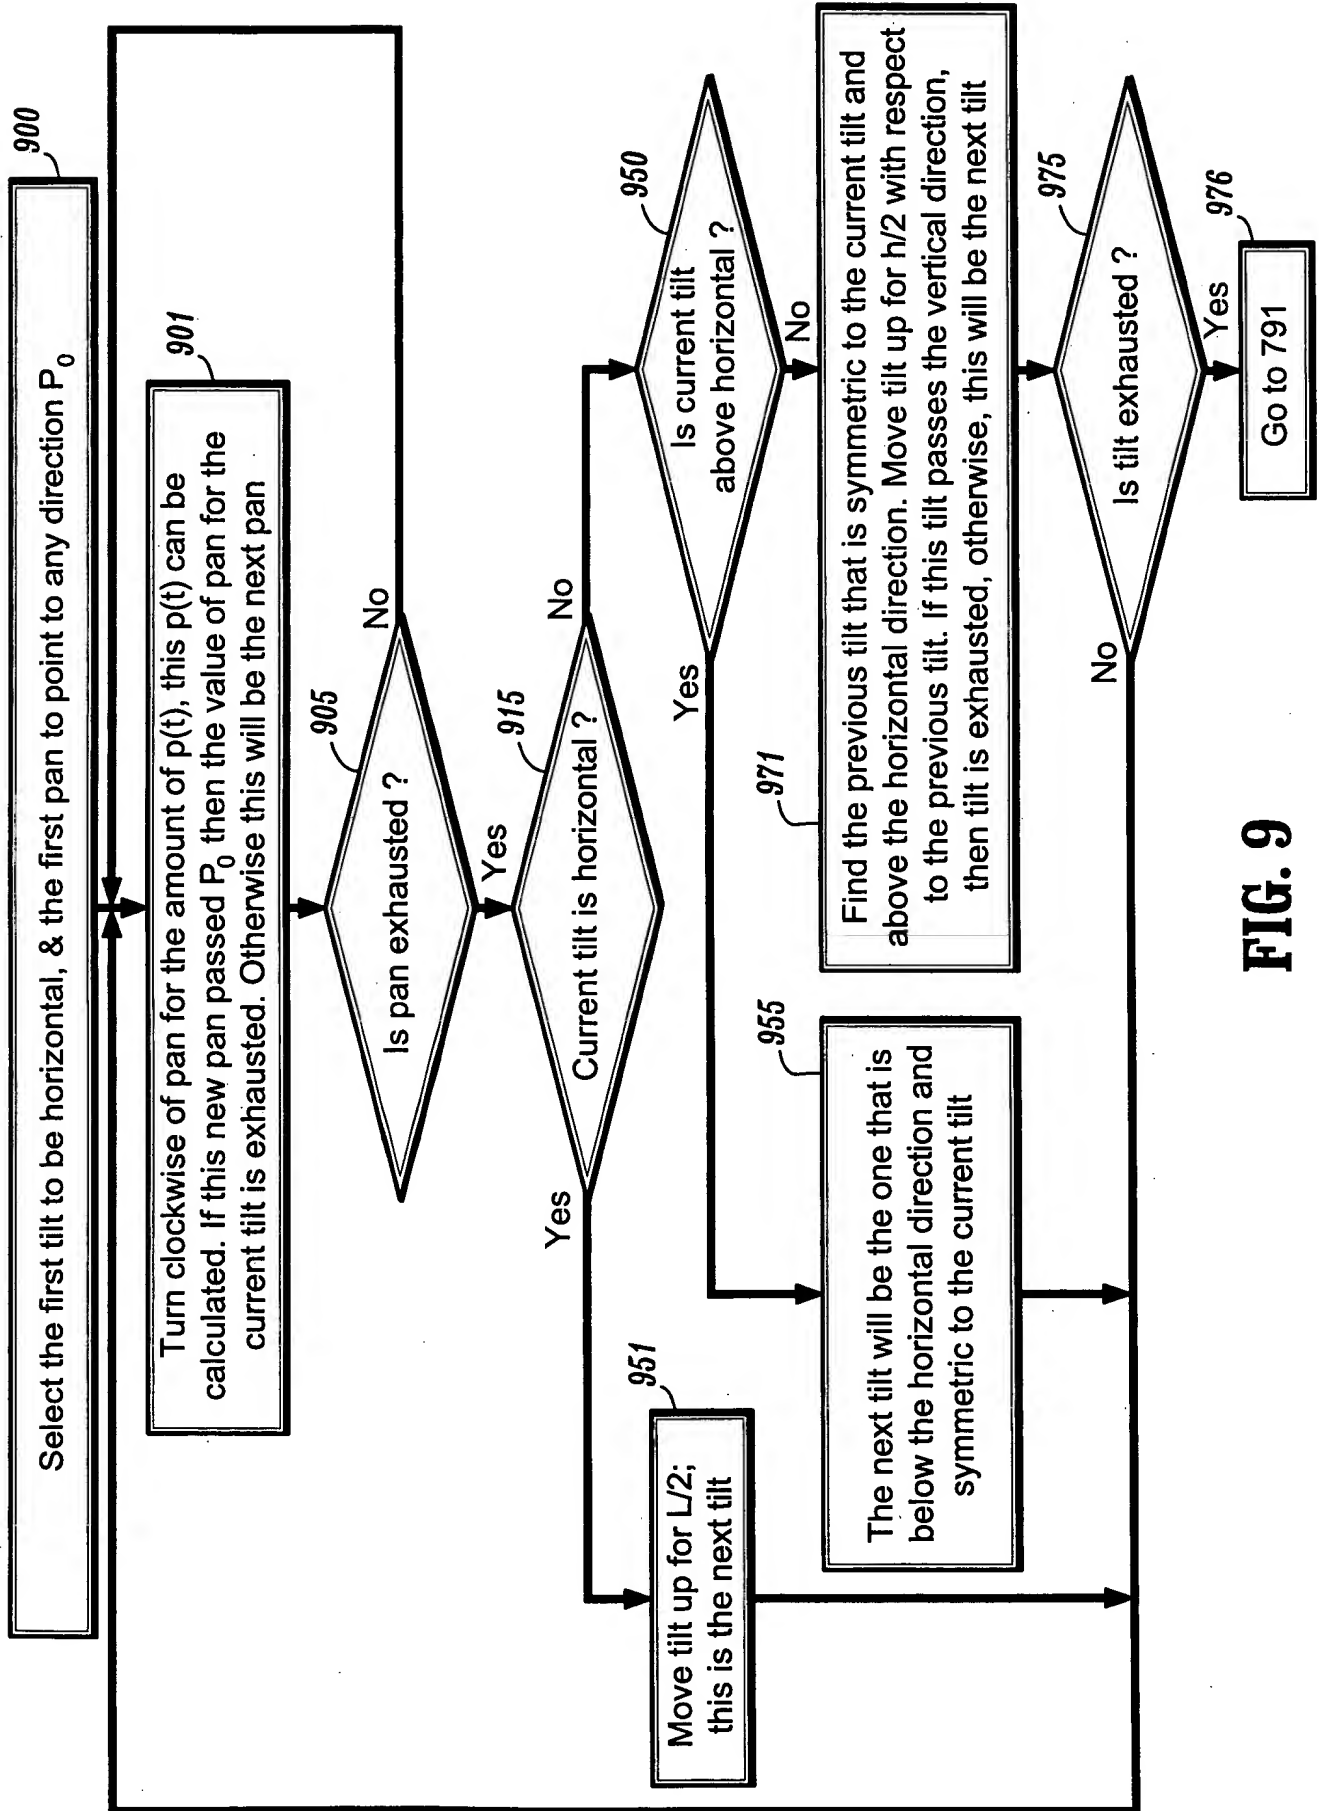 900
Select the first tilt to be horizontal, & the first pan to point to any direction P0
901
Turn clockwise of pan for the amount of p(t), this p(t) can be
calculated. If this new pan passed P0 then the value of pan for the
current tilt is exhausted. Otherwise this will be the next pan
905
Is pan exhausted ?
No
Yes
915
Current tilt is horizontal ?
Yes
No
951
Move tilt up for L/2;
this is the next tilt
950
Is current tilt
above horizontal ?
Yes
No
955
The next tilt will be the one that is
below the horizontal direction and
symmetric to the current tilt
971
Find the previous tilt that is symmetric to the current tilt and
above the horizontal direction. Move tilt up for h/2 with respect
to the previous tilt. If this tilt passes the vertical direction,
then tilt is exhausted, otherwise, this will be the next tilt
975
Is tilt exhausted ?
No
Yes
976
Go to 791
FIG. 9